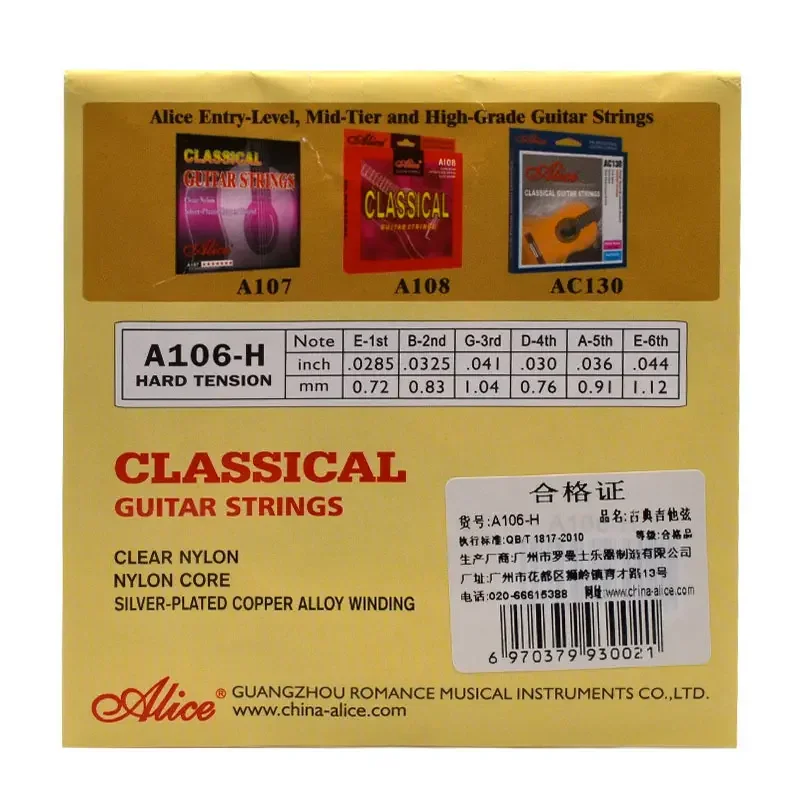 Alice Entry-Level, Mid-Tier and High-Grade Guitar Strings
CLASSICAL
GUITAR STRINGS
Clear Nylon
Alice
A107
Alice
A108
CLASSICAL
GUITAR STRINGS
A108
Alice
AC130
CLASSICAL GUITAR STRINGS
AC130
A106-H
HARD TENSION
Note E-1st B-2nd G-3rd D-4th A-5th E-6th
inch .0285 .0325 .041 .030 .036 .044
mm 0.72 0.83 1.04 0.76 0.91 1.12
CLASSICAL
GUITAR STRINGS
CLEAR NYLON
NYLON CORE
SILVER-PLATED COPPER ALLOY WINDING
合格证
货号:A106-H 品名:古典吉他弦
执行标准:QB/T 1817-2010 等级:合格品
生产厂商:广州市罗曼士乐器制造有限公司
厂址:广州市花都区狮岭镇育才路13号
电话:020-66615388 网址:www.china-alice.com
6 970379 930021
Alice® GUANGZHOU ROMANCE MUSICAL INSTRUMENTS CO.,LTD.
www.china-alice.com